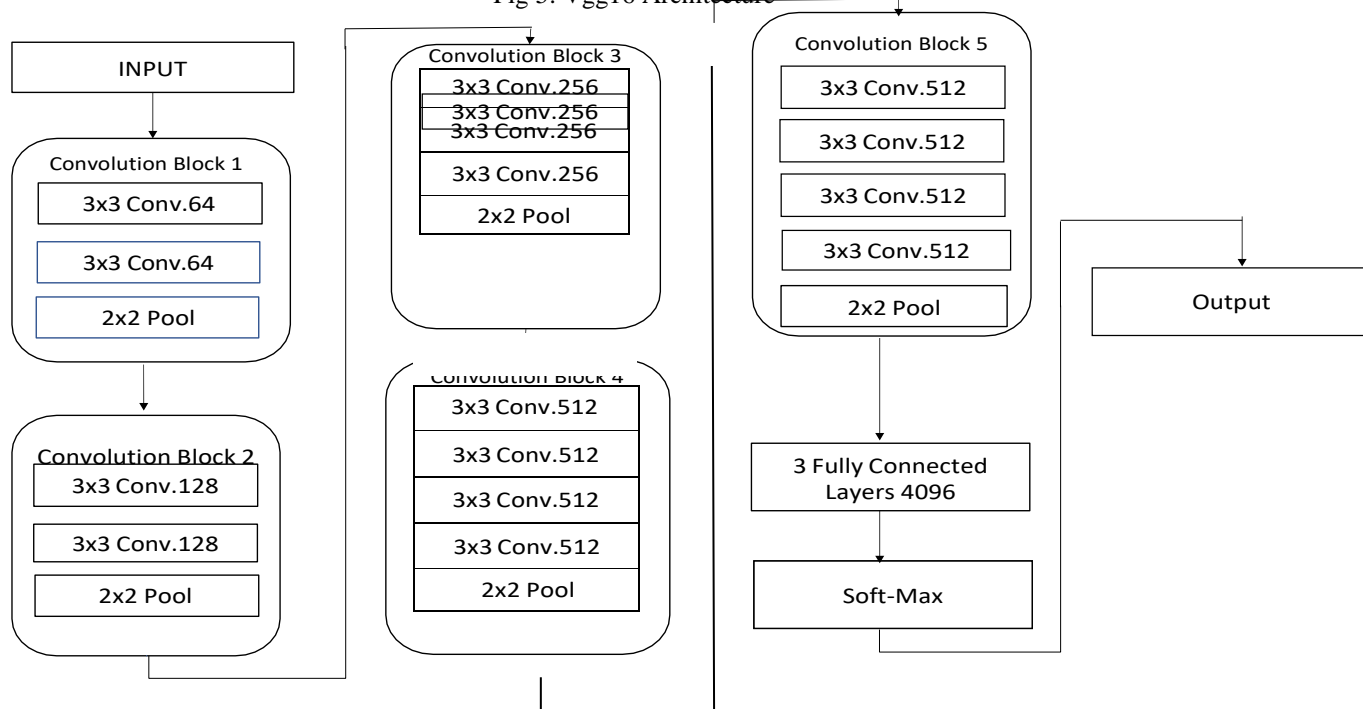 Fig 5: Vgg16 Architecture
INPUT
Convolution Block 1
3x3 Conv.64
3x3 Conv.64
2x2 Pool
Convolution Block 2
3x3 Conv.128
3x3 Conv.128
2x2 Pool
Convolution Block 3
3x3 Conv.256
3x3 Conv.256
3x3 Conv.256
3x3 Conv.256
2x2 Pool
Convolution Block 4
3x3 Conv.512
3x3 Conv.512
3x3 Conv.512
3x3 Conv.512
2x2 Pool
Convolution Block 5
3x3 Conv.512
3x3 Conv.512
3x3 Conv.512
3x3 Conv.512
2x2 Pool
3 Fully Connected
Layers 4096
Soft-Max
Output